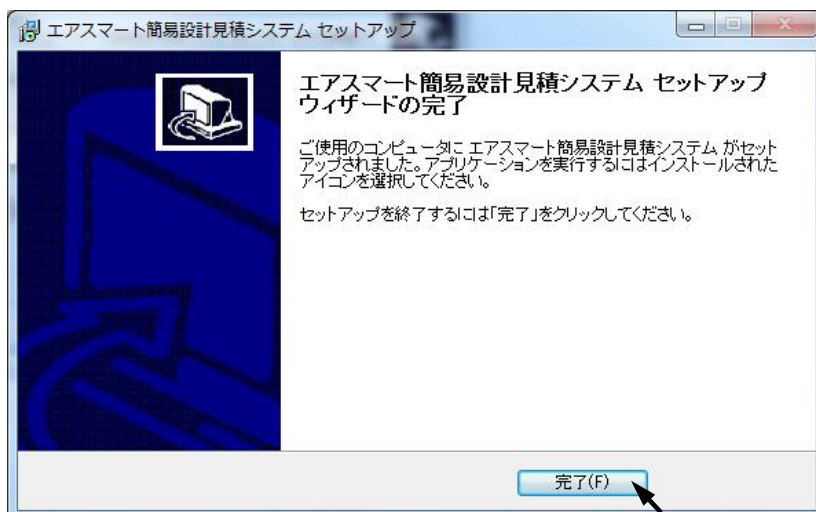 エアスマート簡易設計見積システム セットアップ
エアスマート簡易設計見積システム セットアップ
ウィザードの完了
ご使用のコンピュータに エアスマート簡易設計見積システム がセット
アップされました。アプリケーションを実行するにはインストールされた
アイコンを選択してください。
セットアップを終了するには「完了」をクリックしてください。
完了(F)